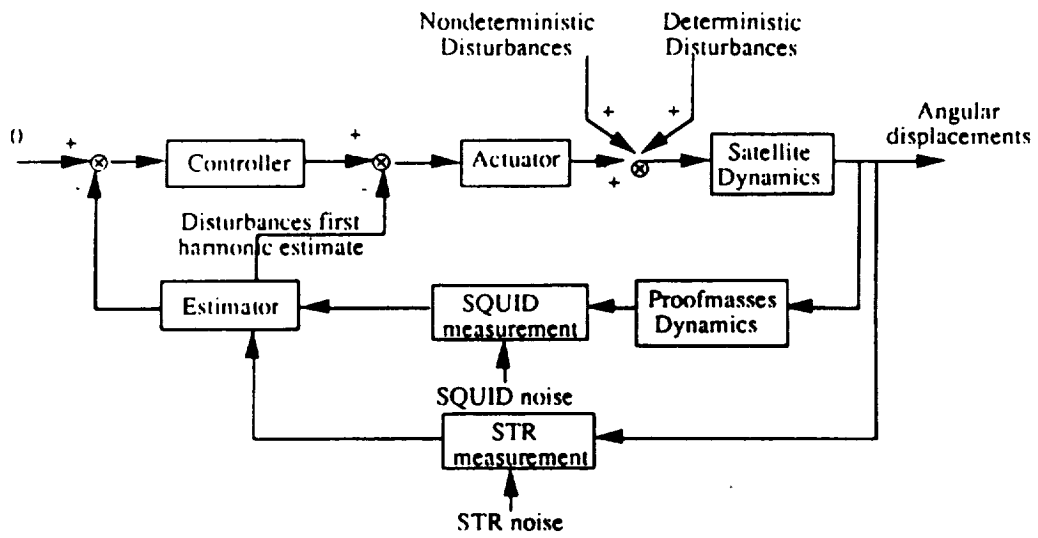 Nondeterministic
Disturbances
Deterministic
Disturbances
0
+
+
+
+
+
-
-
Controller
Actuator
Satellite
Dynamics
Angular
displacements
Disturbances first
harmonic estimate
Estimator
SQUID
measurement
Proofmasses
Dynamics
SQUID noise
STR
measurement
STR noise